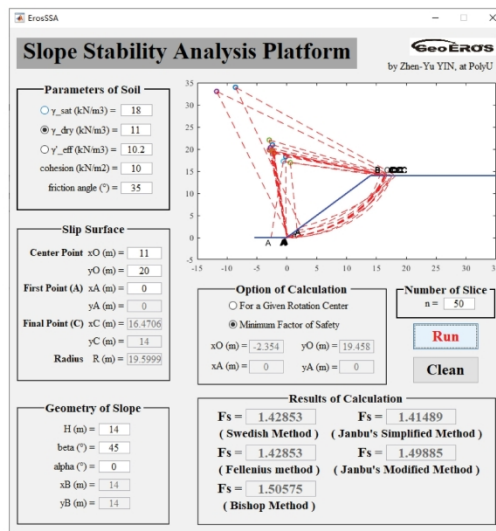 ErosSSA
Slope Stability Analysis Platform
GeoEROS
by Zhen-Yu YIN, at PolyU
Parameters of Soil
γ_sat (kN/m3) = 18
γ_dry (kN/m3) = 11
γ'_eff (kN/m3) = 10.2
cohesion (kN/m2) = 10
friction angle (°) = 35
Slip Surface
Center Point xO (m) = 11
yO (m) = 20
First Point (A) xA (m) = 0
yA (m) = 0
Final Point (C) xC (m) = 16.4706
yC (m) = 14
Radius R (m) = 19.5999
Geometry of Slope
H (m) = 14
beta (°) = 45
alpha (°) = 0
xB (m) = 14
yB (m) = 14
35
30
25
20
15
10
5
0
-15 -10 -5 0 5 10 15 20 25 30 35
A
A
A
B
C
Option of Calculation
For a Given Rotation Center
Minimum Factor of Safety
xO (m) = -2.354 yO (m) = 19.458
xA (m) = 0 yA (m) = 0
Number of Slice
n = 50
Run
Clean
Results of Calculation
Fs = 1.42853 Fs = 1.41489
( Swedish Method ) ( Janbu's Simplified Method )
Fs = 1.42853 Fs = 1.49885
( Fellenius method ) ( Janbu's Modified Method )
Fs = 1.50575
( Bishop Method )